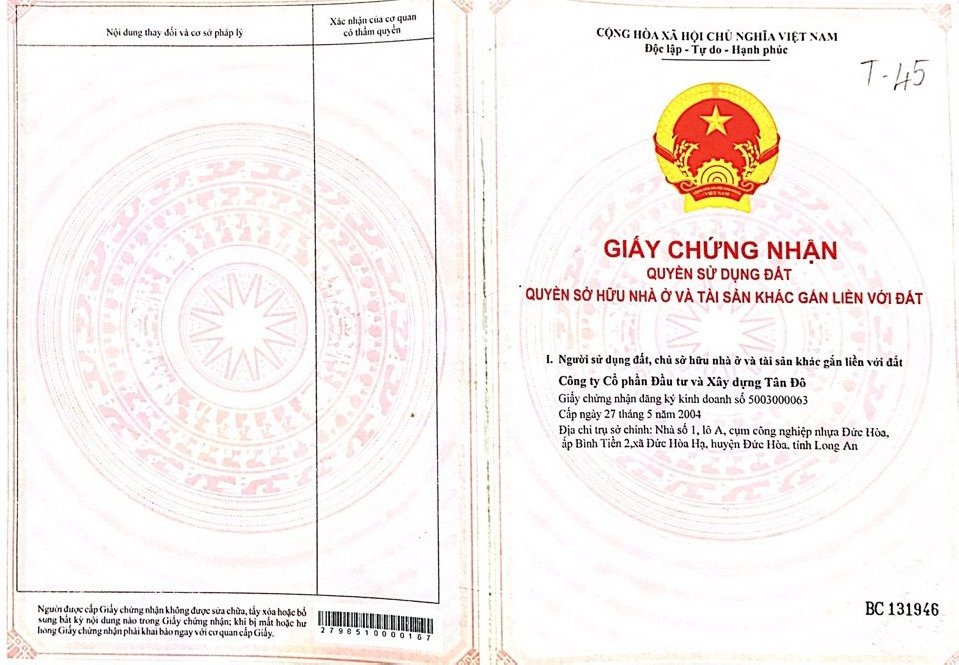 Nội dung thay đổi và cơ sở pháp lý
Xác nhận của cơ quan
có thẩm quyền
Người được cấp Giấy chứng nhận không được sửa chữa, tẩy xóa hoặc bổ
sung bất kỳ nội dung nào trong Giấy chứng nhận; khi bị mất hoặc hư
hỏng Giấy chứng nhận phải khai báo ngay với cơ quan cấp Giấy.
2796510000167
CỘNG HÒA XÃ HỘI CHỦ NGHĨA VIỆT NAM
Độc lập - Tự do - Hạnh phúc
T-45
VIỆT NAM
GIẤY CHỨNG NHẬN
QUYỀN SỬ DỤNG ĐẤT
QUYỀN SỞ HỮU NHÀ Ở VÀ TÀI SẢN KHÁC GẮN LIỀN VỚI ĐẤT
I. Người sử dụng đất, chủ sở hữu nhà ở và tài sản khác gắn liền với đất
Công ty Cổ phần Đầu tư và Xây dựng Tân Đô
Giấy chứng nhận đăng ký kinh doanh số 5003000063
Cấp ngày 27 tháng 5 năm 2004
Địa chỉ trụ sở chính: Nhà số 1, lô A, cụm công nghiệp nhựa Đức Hòa,
ấp Bình Tiền 2,xã Đức Hòa Hạ, huyện Đức Hòa. tỉnh Long An
BC 131946